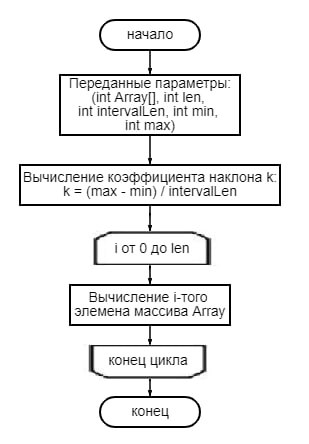 начало
Переданные параметры:
(int Array[], int len,
int intervalLen, int min,
int max)
Вычисление коэффициента наклона k:
k = (max - min) / intervalLen
i от 0 до len
Вычисление i-того
элемена массива Array
конец цикла
конец